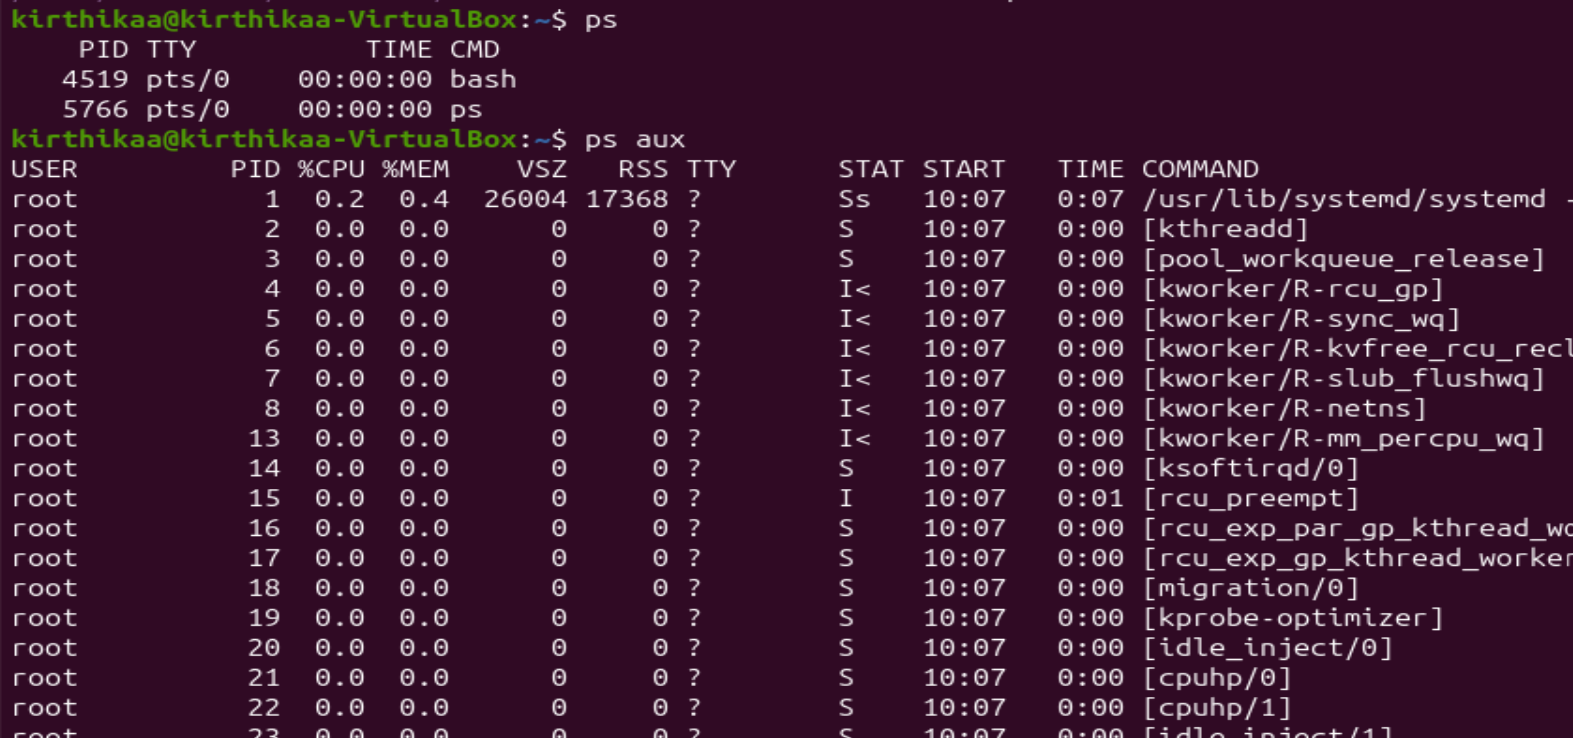 kirthikaa@kirthikaa-VirtualBox:~$ ps
    PID TTY          TIME CMD
   4519 pts/0    00:00:00 bash
   5766 pts/0    00:00:00 ps
kirthikaa@kirthikaa-VirtualBox:~$ ps aux
USER         PID %CPU %MEM    VSZ   RSS TTY      STAT START   TIME COMMAND
root           1  0.2  0.4  26004 17368 ?        Ss   10:07   0:07 /usr/lib/systemd/systemd -
root           2  0.0  0.0      0     0 ?        S    10:07   0:00 [kthreadd]
root           3  0.0  0.0      0     0 ?        S    10:07   0:00 [pool_workqueue_release]
root           4  0.0  0.0      0     0 ?        I<   10:07   0:00 [kworker/R-rcu_gp]
root           5  0.0  0.0      0     0 ?        I<   10:07   0:00 [kworker/R-sync_wq]
root           6  0.0  0.0      0     0 ?        I<   10:07   0:00 [kworker/R-kvfree_rcu_recl
root           7  0.0  0.0      0     0 ?        I<   10:07   0:00 [kworker/R-slub_flushwq]
root           8  0.0  0.0      0     0 ?        I<   10:07   0:00 [kworker/R-netns]
root          13  0.0  0.0      0     0 ?        I<   10:07   0:00 [kworker/R-mm_percpu_wq]
root          14  0.0  0.0      0     0 ?        S    10:07   0:00 [ksoftirqd/0]
root          15  0.0  0.0      0     0 ?        I    10:07   0:01 [rcu_preempt]
root          16  0.0  0.0      0     0 ?        S    10:07   0:00 [rcu_exp_par_gp_kthread_wo
root          17  0.0  0.0      0     0 ?        S    10:07   0:00 [rcu_exp_gp_kthread_worker
root          18  0.0  0.0      0     0 ?        S    10:07   0:00 [migration/0]
root          19  0.0  0.0      0     0 ?        S    10:07   0:00 [kprobe-optimizer]
root          20  0.0  0.0      0     0 ?        S    10:07   0:00 [idle_inject/0]
root          21  0.0  0.0      0     0 ?        S    10:07   0:00 [cpuhp/0]
root          22  0.0  0.0      0     0 ?        S    10:07   0:00 [cpuhp/1]
root          23  0.0  0.0      0     0 ?        S    10:07   0:00 [idle_inject/1]